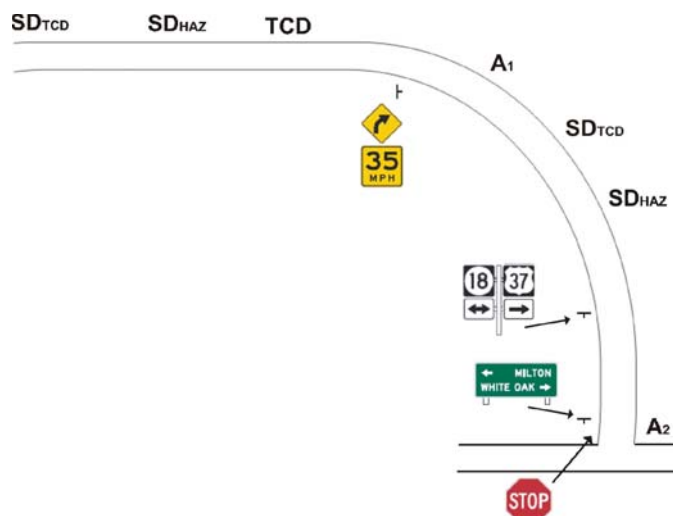 SDTCD SDHAZ TCD
A1
SDTCD
35
MPH
SDHAZ
18 37
← MILTON
WHITE OAK →
A2
STOP